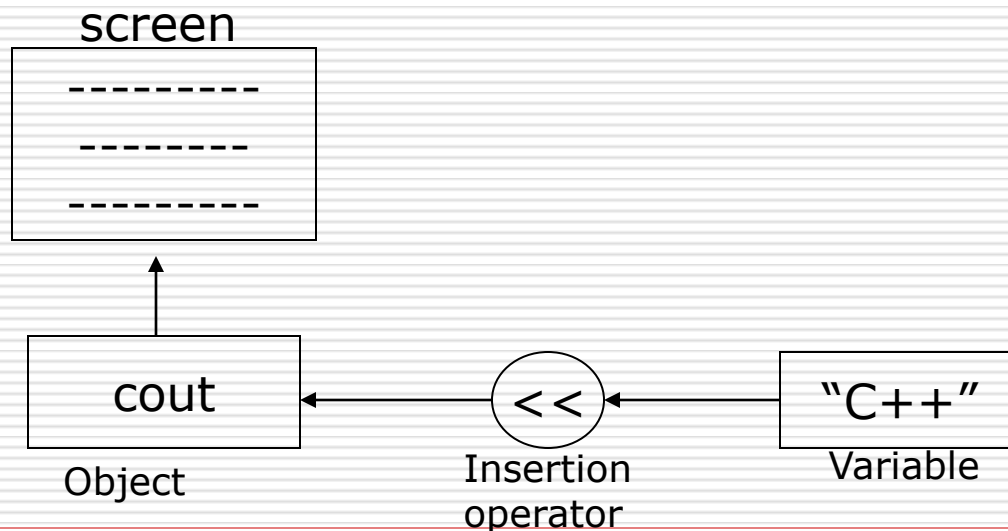 screen
---------
--------
---------
cout
<<
“C++”
Object
Insertion
operator
Variable